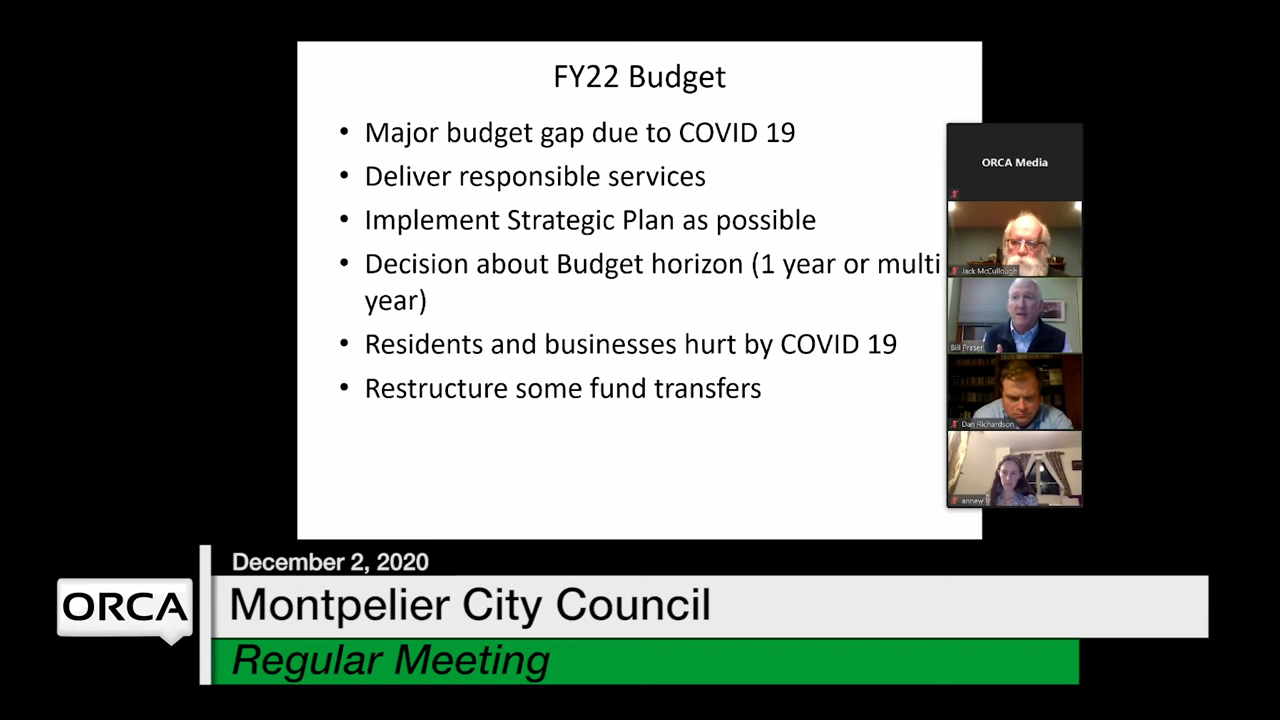 FY22 Budget
• Major budget gap due to COVID 19
• Deliver responsible services
• Implement Strategic Plan as possible
• Decision about Budget horizon (1 year or multi
year)
• Residents and businesses hurt by COVID 19
• Restructure some fund transfers
ORCA Media
Jack McCullough
Bill Fraser
Dan Richardson
annew
December 2, 2020
ORCA
Montpelier City Council
Regular Meeting